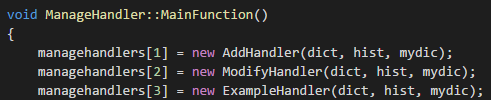 void ManageHandler::MainFunction()
{
managehandlers[1] = new AddHandler(dict, hist, mydic);
managehandlers[2] = new ModifyHandler(dict, hist, mydic);
managehandlers[3] = new ExampleHandler(dict, hist, mydic);